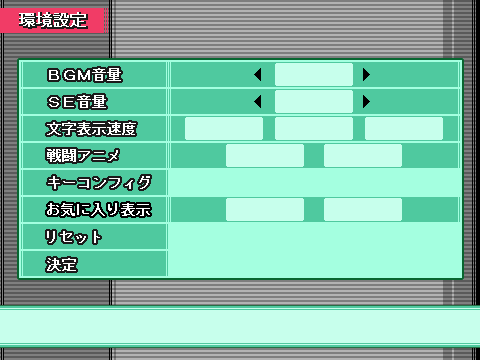 環境設定
ＢＧＭ音量
ＳＥ音量
文字表示速度
戦闘アニメ
キーコンフィグ
お気に入り表示
リセット
決定